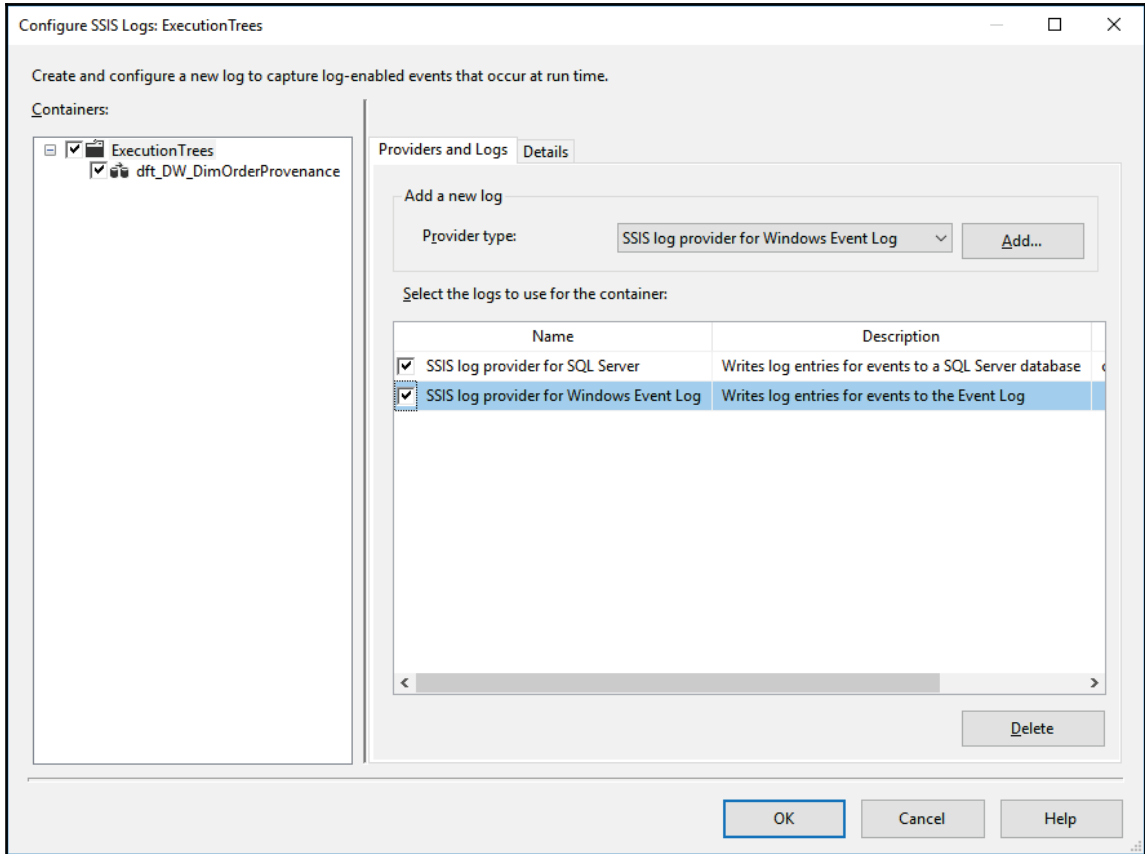 Configure SSIS Logs: ExecutionTrees
Create and configure a new log to capture log-enabled events that occur at run time.
Containers:
ExecutionTrees
dft_DW_DimOrderProvenance
Providers and Logs Details
Add a new log
Provider type: SSIS log provider for Windows Event Log Add...
Select the logs to use for the container:
Name Description
SSIS log provider for SQL Server Writes log entries for events to a SQL Server database
SSIS log provider for Windows Event Log Writes log entries for events to the Event Log
Delete
OK Cancel Help